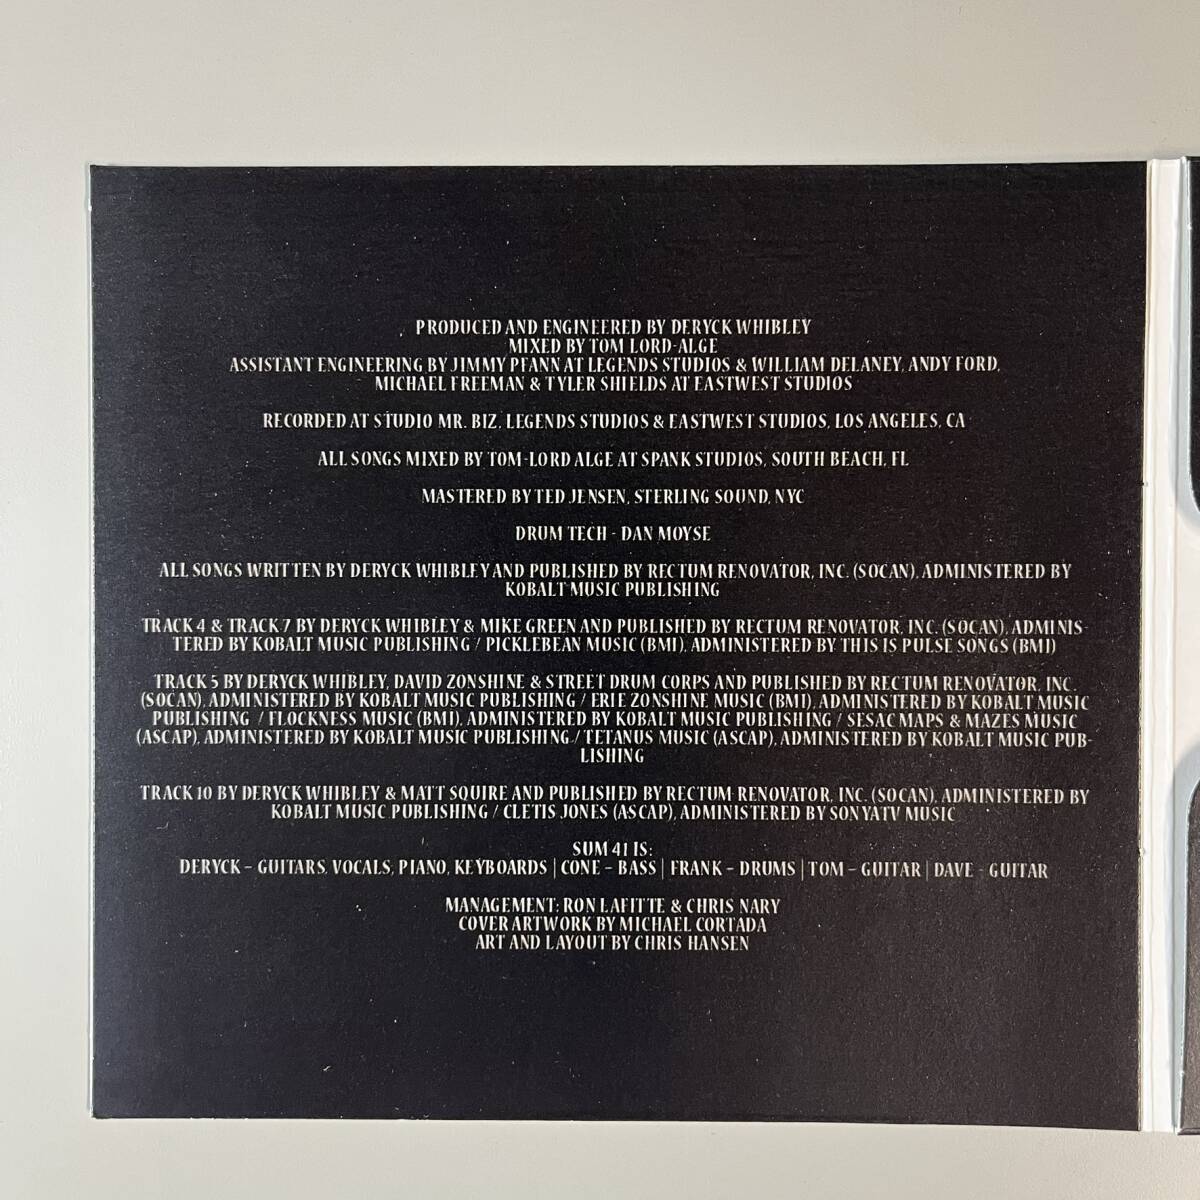 PRODUCED AND ENGINEERED BY DERYCK WHIBLEY
MIXED BY TOM LORD-ALGE
ASSISTANT ENGINEERING BY JIMMY PFANN AT LEGENDS STUDIOS & WILLIAM DELANEY, ANDY FORD,
MICHAEL FREEMAN & TYLER SHIELDS AT EASTWEST STUDIOS
RECORDED AT STUDIO MR. BIZ, LEGENDS STUDIOS & EASTWEST STUDIOS, LOS ANGELES, CA
ALL SONGS MIXED BY TOM-LORD ALGE AT SPANK STUDIOS, SOUTH BEACH, FL
MASTERED BY TED JENSEN, STERLING SOUND, NYC
DRUM TECH - DAN MOYSE
ALL SONGS WRITTEN BY DERYCK WHIBLEY AND PUBLISHED BY RECTUM RENOVATOR, INC. (SOCAN), ADMINISTERED BY
KOBALT MUSIC PUBLISHING
TRACK 4 & TRACK 7 BY DERYCK WHIBLEY & MIKE GREEN AND PUBLISHED BY RECTUM RENOVATOR, INC. (SOCAN), ADMINIS-
TERED BY KOBALT MUSIC PUBLISHING / PICKLEBEAN MUSIC (BMI), ADMINISTERED BY THIS IS PULSE SONGS (BMI)
TRACK 5 BY DERYCK WHIBLEY, DAVID ZONSHINE & STREET DRUM CORPS AND PUBLISHED BY RECTUM RENOVATOR, INC.
(SOCAN), ADMINISTERED BY KOBALT MUSIC PUBLISHING / ERIE ZONSHINE MUSIC (BMI), ADMINISTERED BY KOBALT MUSIC
PUBLISHING / FLOCKNESS MUSIC (BMI), ADMINISTERED BY KOBALT MUSIC PUBLISHING / SESAC MAPS & MAZES MUSIC
(ASCAP), ADMINISTERED BY KOBALT MUSIC PUBLISHING / TETANUS MUSIC (ASCAP), ADMINISTERED BY KOBALT MUSIC PUB-
LISHING
TRACK 10 BY DERYCK WHIBLEY & MATT SQUIRE AND PUBLISHED BY RECTUM RENOVATOR, INC. (SOCAN), ADMINISTERED BY
KOBALT MUSIC PUBLISHING / CLETIS JONES (ASCAP), ADMINISTERED BY SONYATV MUSIC
SUM 41 IS:
DERYCK – GUITARS, VOCALS, PIANO, KEYBOARDS | CONE – BASS | FRANK – DRUMS | TOM – GUITAR | DAVE - GUITAR
MANAGEMENT: RON LAFITTE & CHRIS NARY
COVER ARTWORK BY MICHAEL CORTADA
ART AND LAYOUT BY CHRIS HANSEN